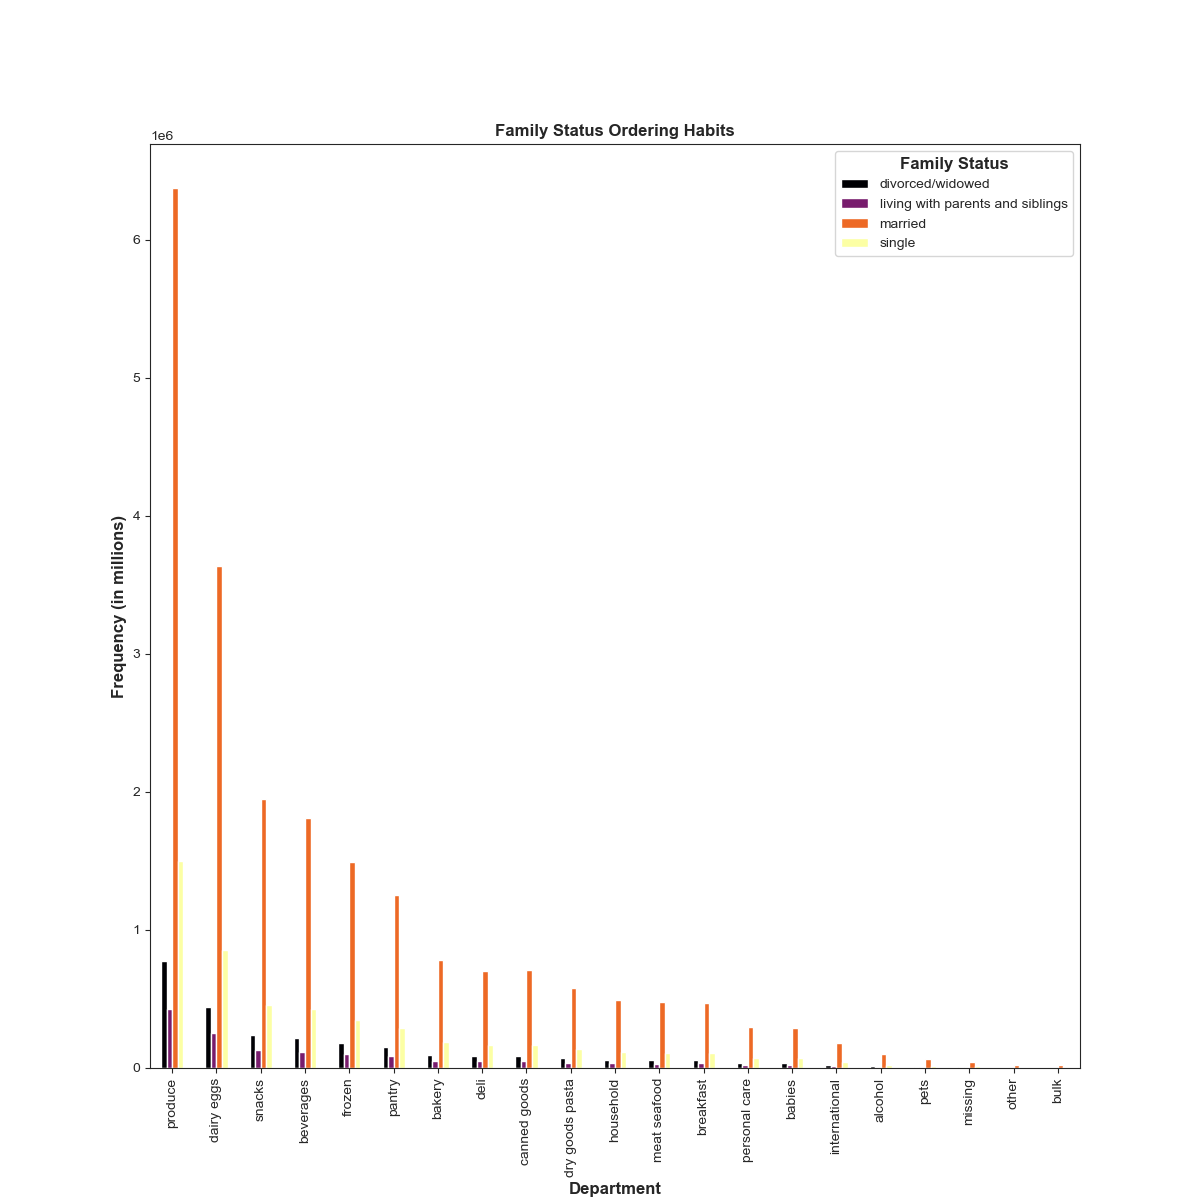 Family Status Ordering Habits
1e6
Family Status
divorced/widowed
living with parents and siblings
married
single
6
5
4
3
2
1
0
Frequency (in millions)
produce
dairy eggs
snacks
beverages
frozen
pantry
bakery
deli
canned goods
dry goods pasta
household
meat seafood
breakfast
personal care
babies
international
alcohol
pets
missing
other
bulk
Department